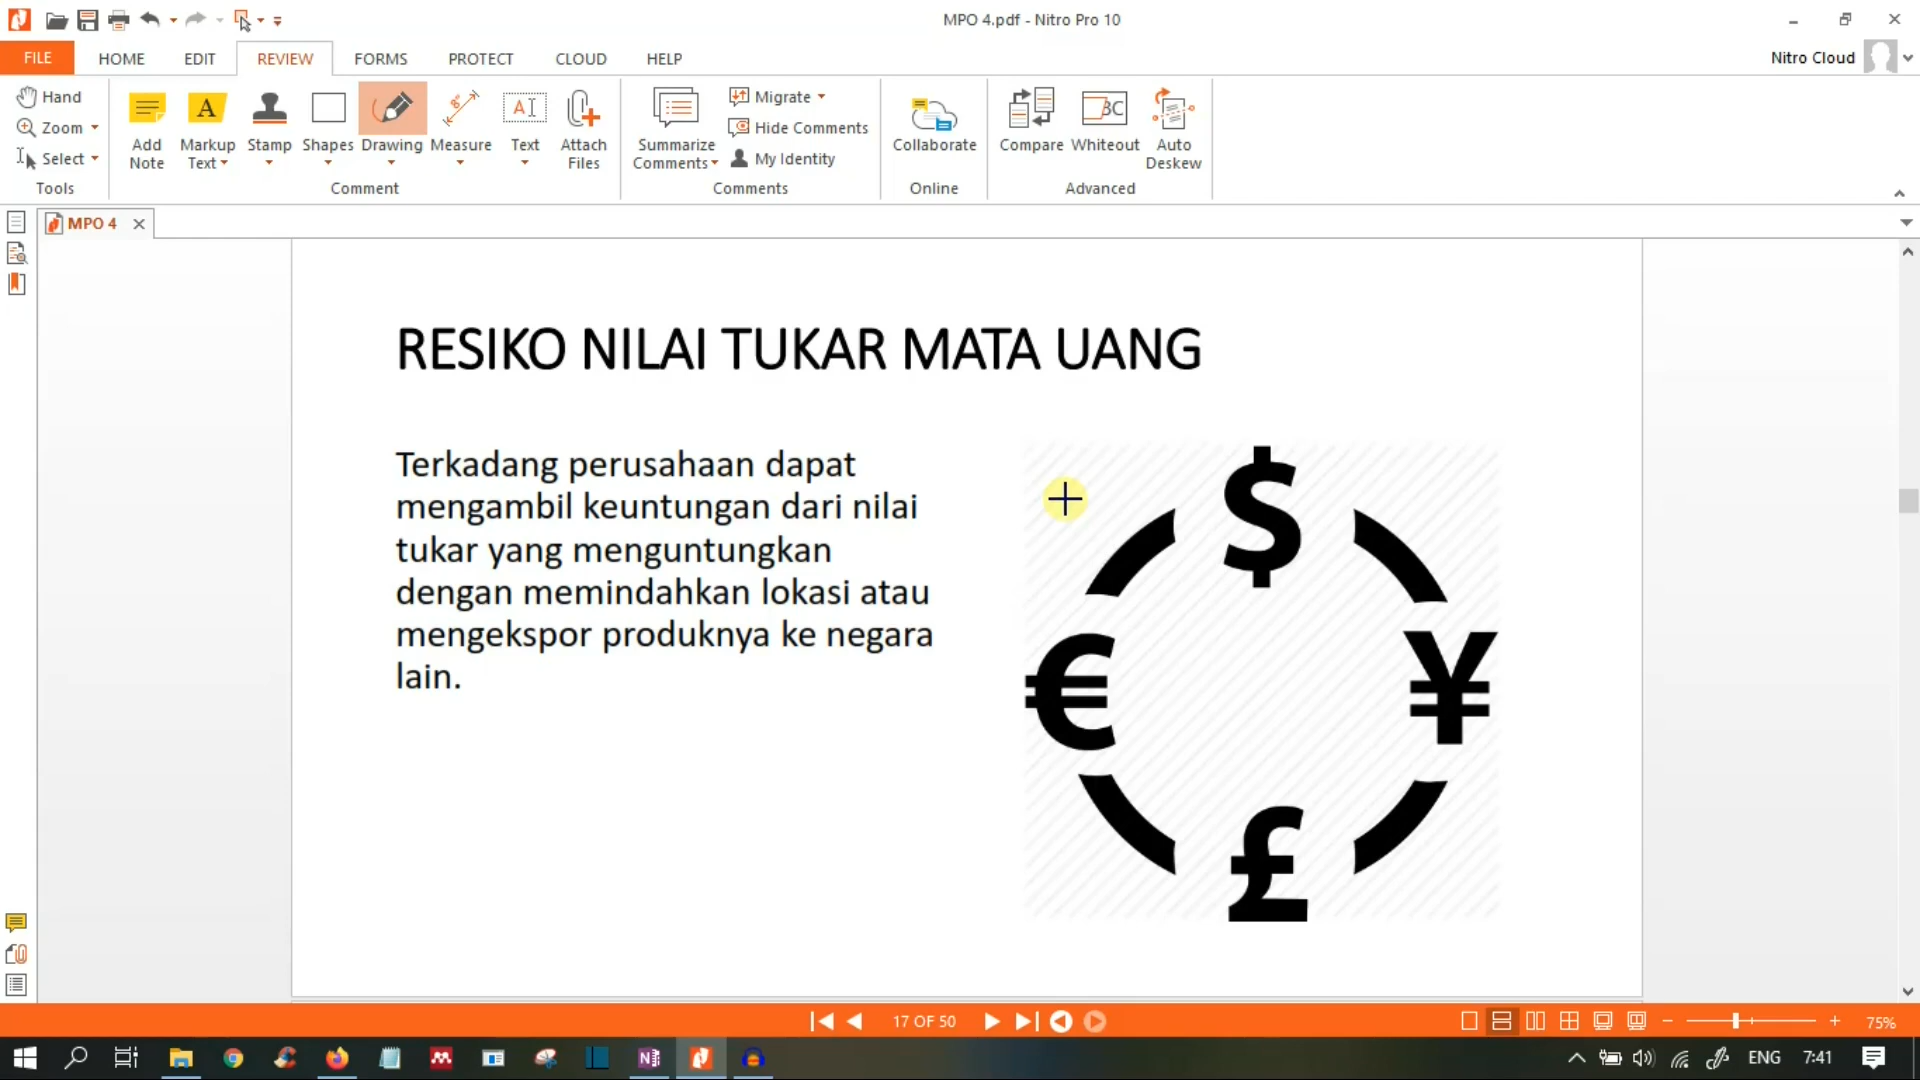 MPO 4.pdf - Nitro Pro 10
FILE HOME EDIT REVIEW FORMS PROTECT CLOUD HELP
Nitro Cloud
Hand
Zoom
Select
Tools
Add Note
Markup Text
Stamp
Shapes
Drawing
Measure
Text
Attach Files
Comment
Summarize Comments
Migrate
Hide Comments
My Identity
Comments
Collaborate
Online
Compare
Whiteout
Auto Deskew
Advanced
MPO 4
RESIKO NILAI TUKAR MATA UANG
Terkadang perusahaan dapat
mengambil keuntungan dari nilai
tukar yang menguntungkan
dengan memindahkan lokasi atau
mengekspor produknya ke negara
lain.
$
€ ¥
£
17 OF 50
75%
ENG 7:41